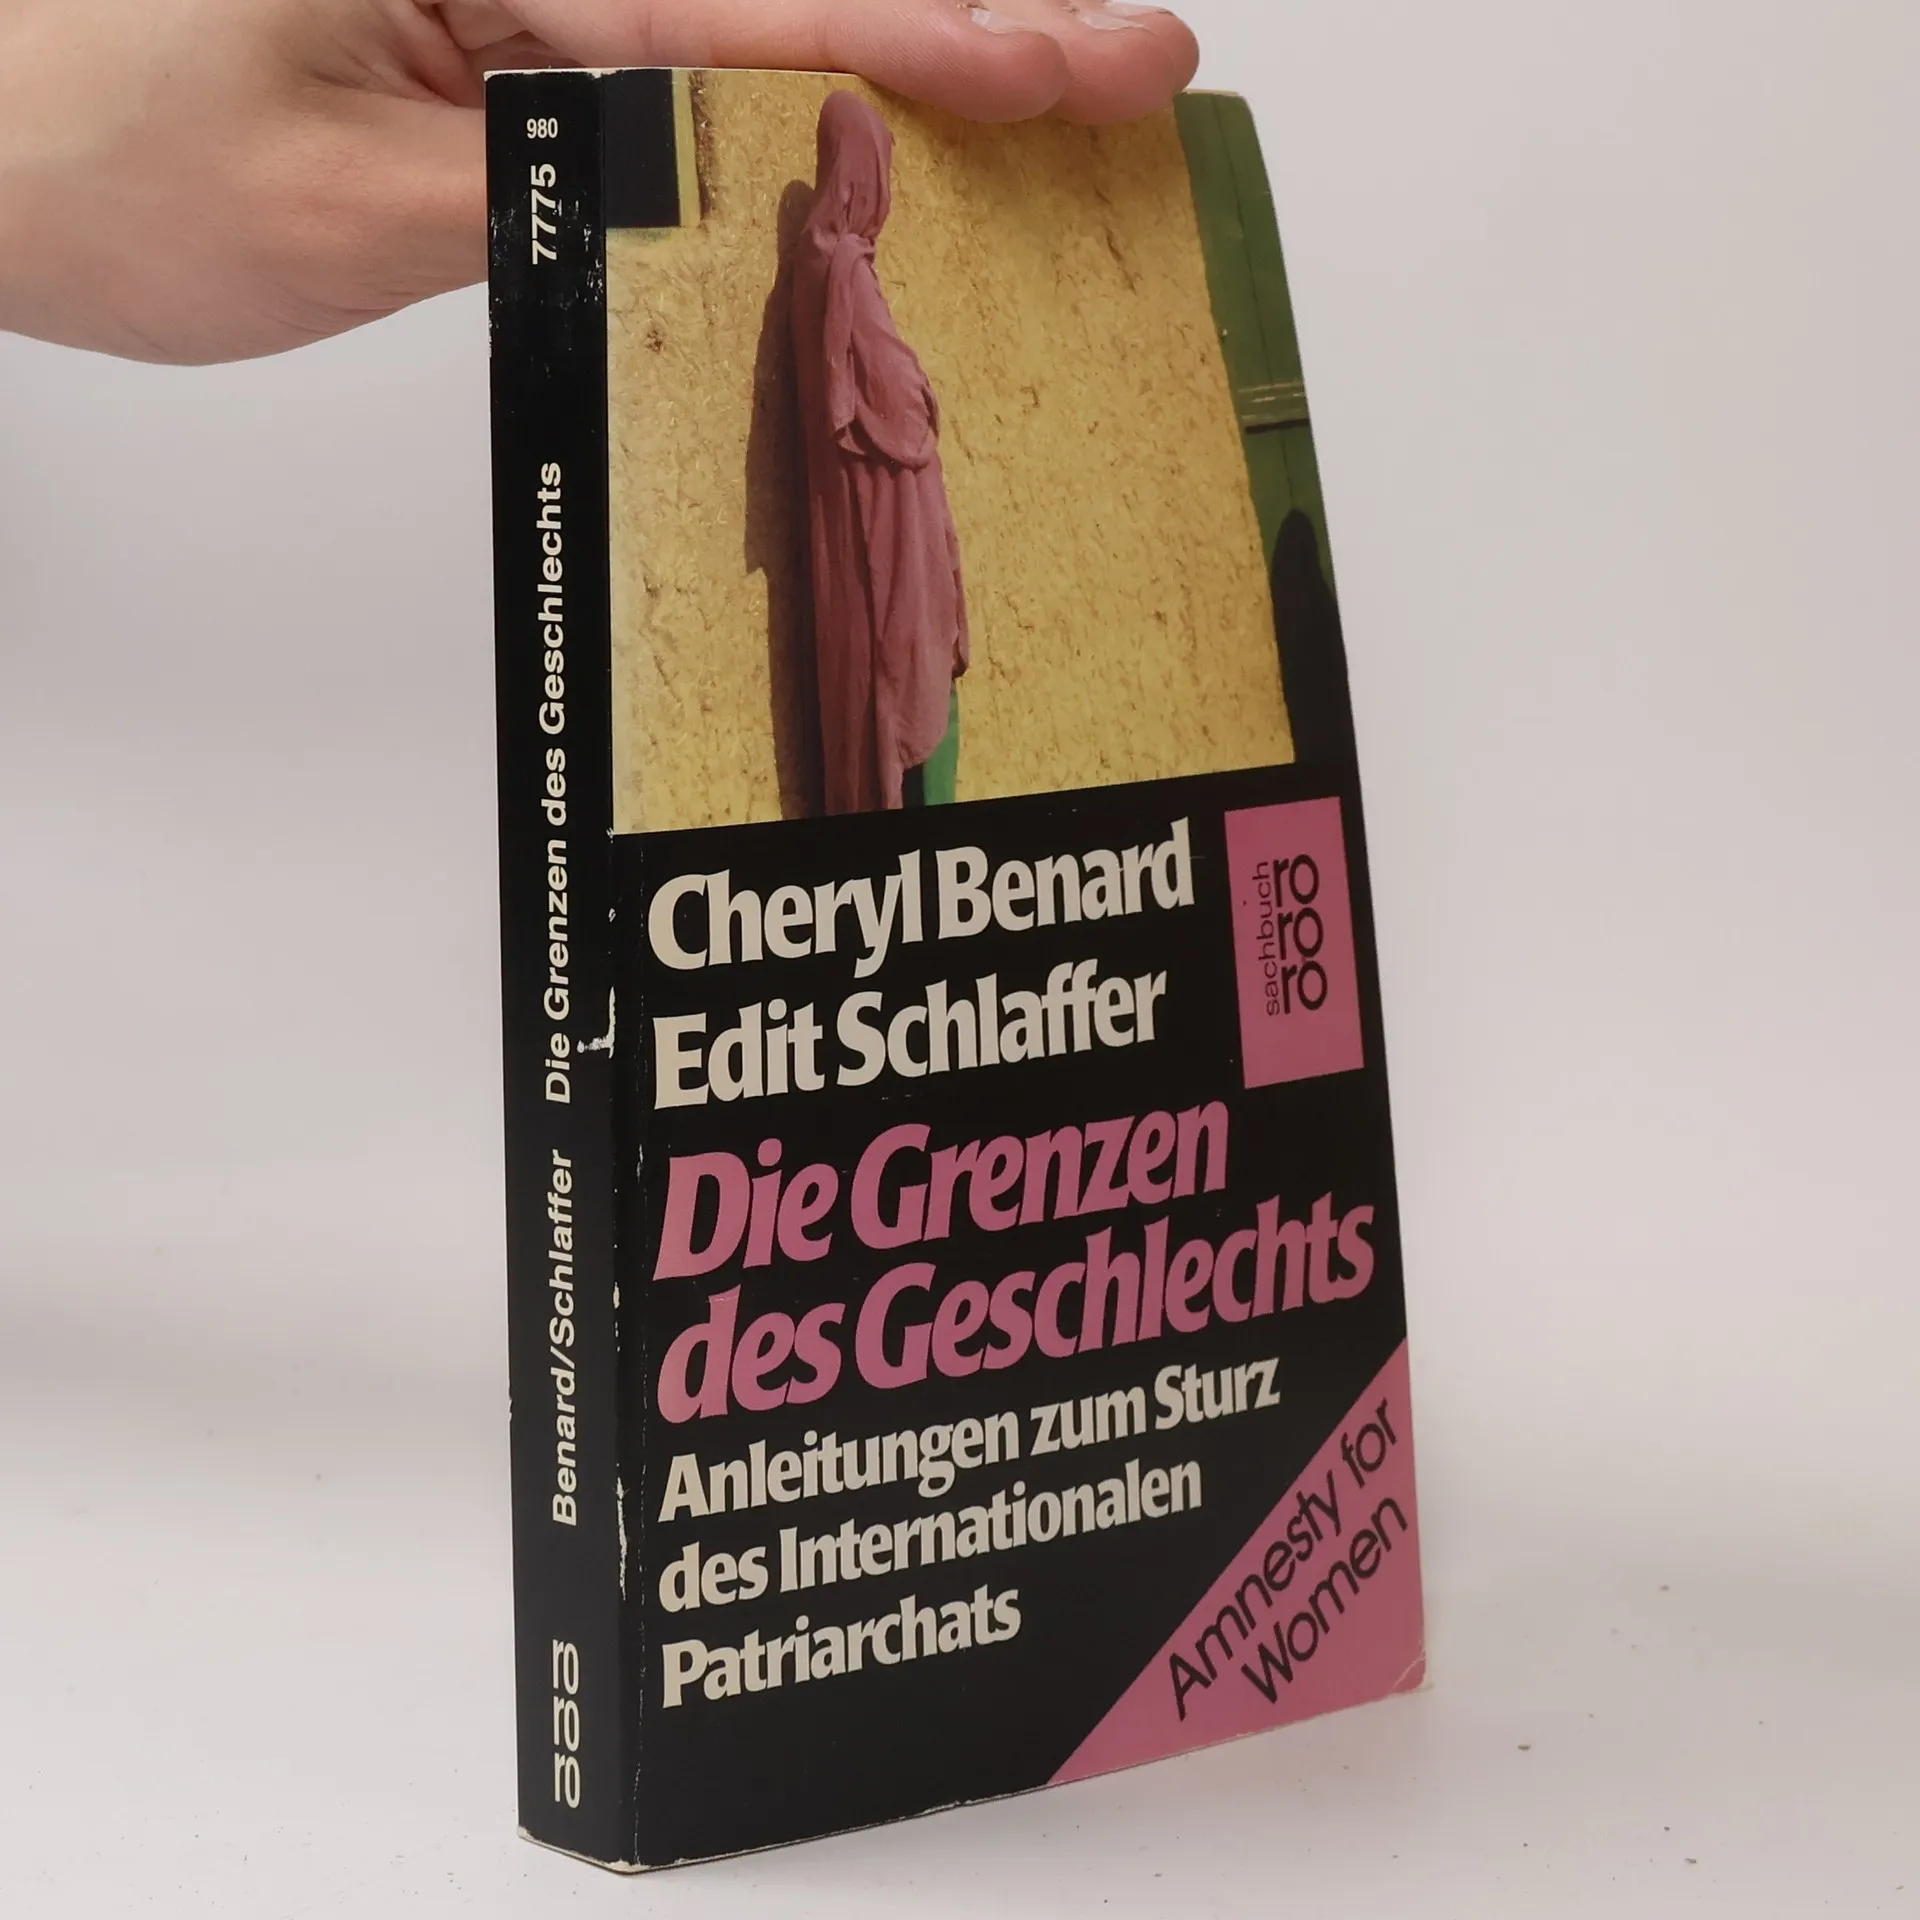 980
7775
Die Grenzen des Geschlechts
Benard/Schlaffer
rororo
Cheryl Benard
Edit Schlaffer
sachbuch
rororo
Die Grenzen
des Geschlechts
Anleitungen zum Sturz
des Internationalen
Patriarchats
Amnesty for
Women